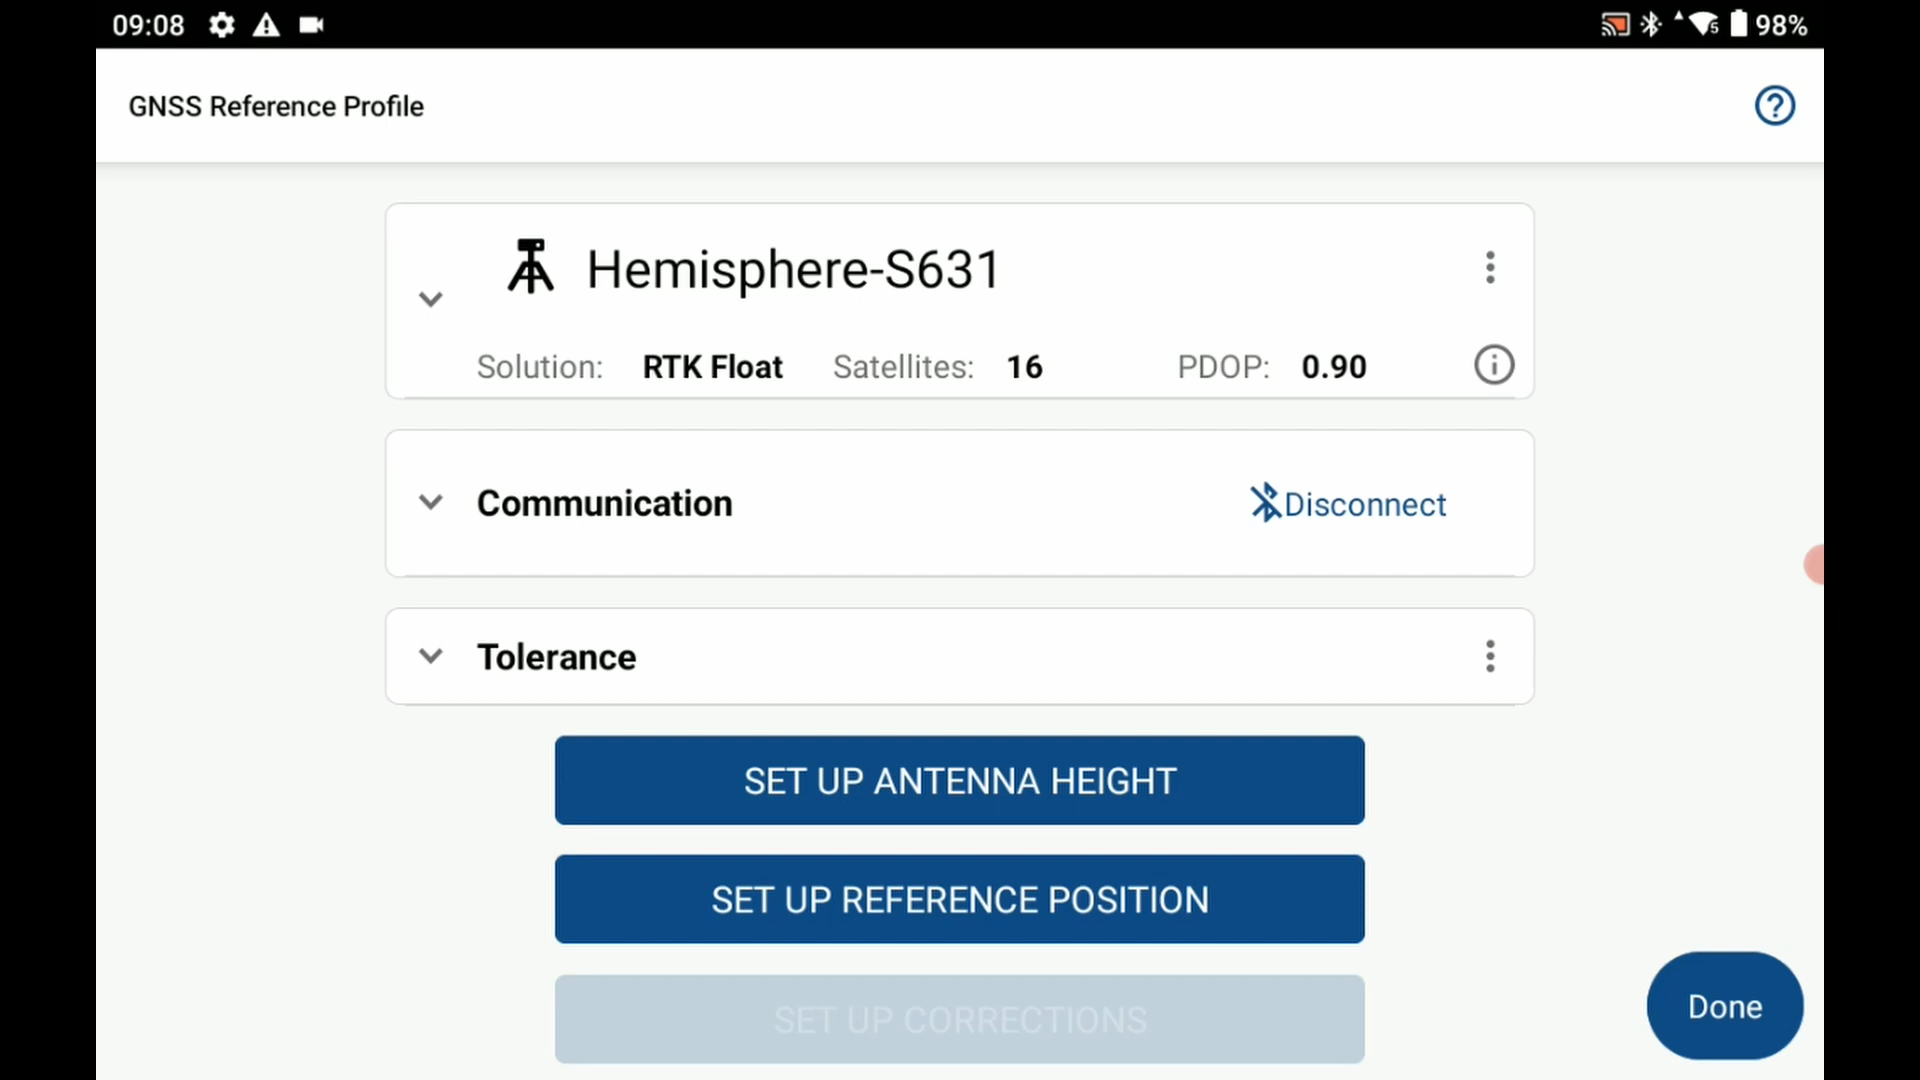 09:08
5 98%
GNSS Reference Profile
Hemisphere-S631
Solution: RTK Float Satellites: 16 PDOP: 0.90
Communication Disconnect
Tolerance
SET UP ANTENNA HEIGHT
SET UP REFERENCE POSITION
SET UP CORRECTIONS
Done